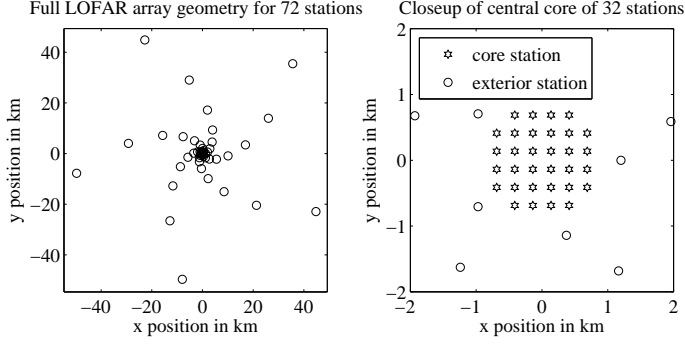 Full LOFAR array geometry for 72 stations
Closeup of central core of 32 stations
40
20
0
−20
−40
y position in km
−40 −20 0 20 40
x position in km
2
1
0
−1
−2
y position in km
core station
exterior station
−2 −1 0 1 2
x position in km